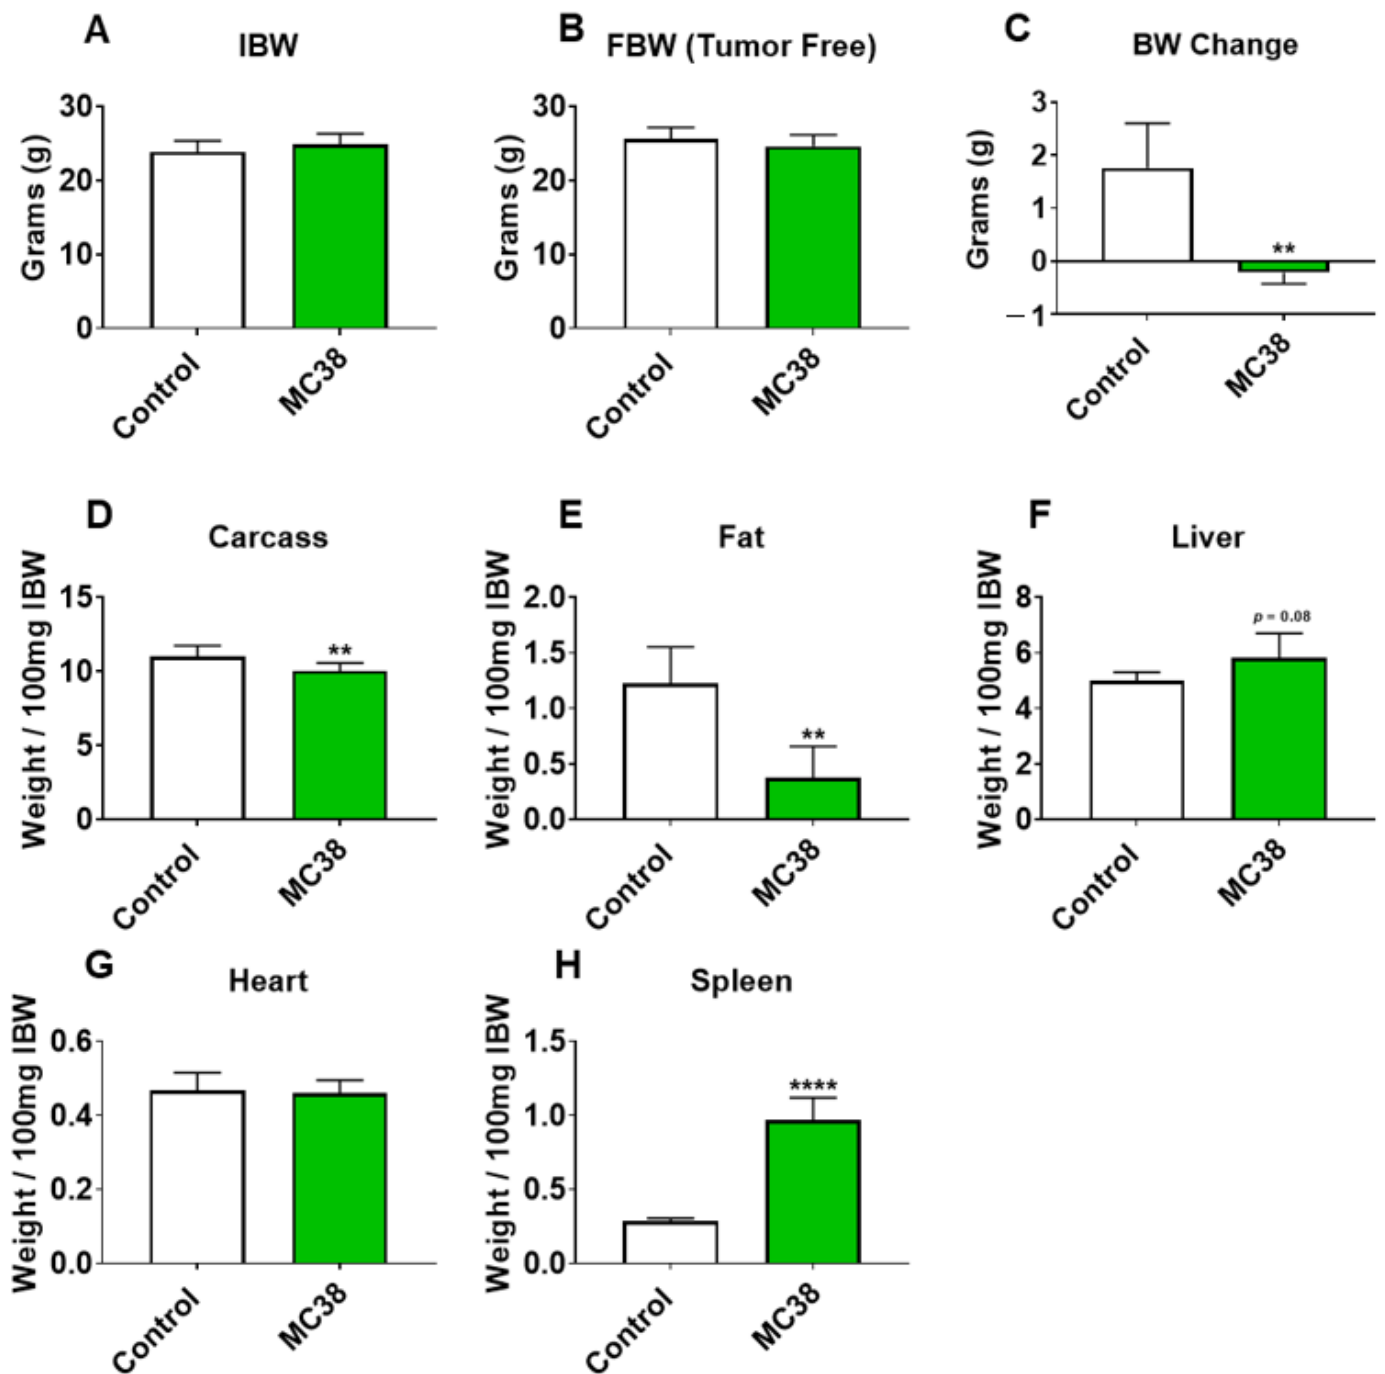 A
IBW
Grams (g)
30
20
10
0
Control
MC38
B
FBW (Tumor Free)
Grams (g)
30
20
10
0
Control
MC38
C
BW Change
Grams (g)
3
2
1
0
–1
**
Control
MC38
D
Carcass
Weight / 100mg IBW
15
10
5
0
**
Control
MC38
E
Fat
Weight / 100mg IBW
2.0
1.5
1.0
0.5
0.0
**
Control
MC38
F
Liver
Weight / 100mg IBW
8
6
4
2
0
p = 0.08
Control
MC38
G
Heart
Weight / 100mg IBW
0.6
0.4
0.2
0.0
Control
MC38
H
Spleen
Weight / 100mg IBW
1.5
1.0
0.5
0.0
****
Control
MC38